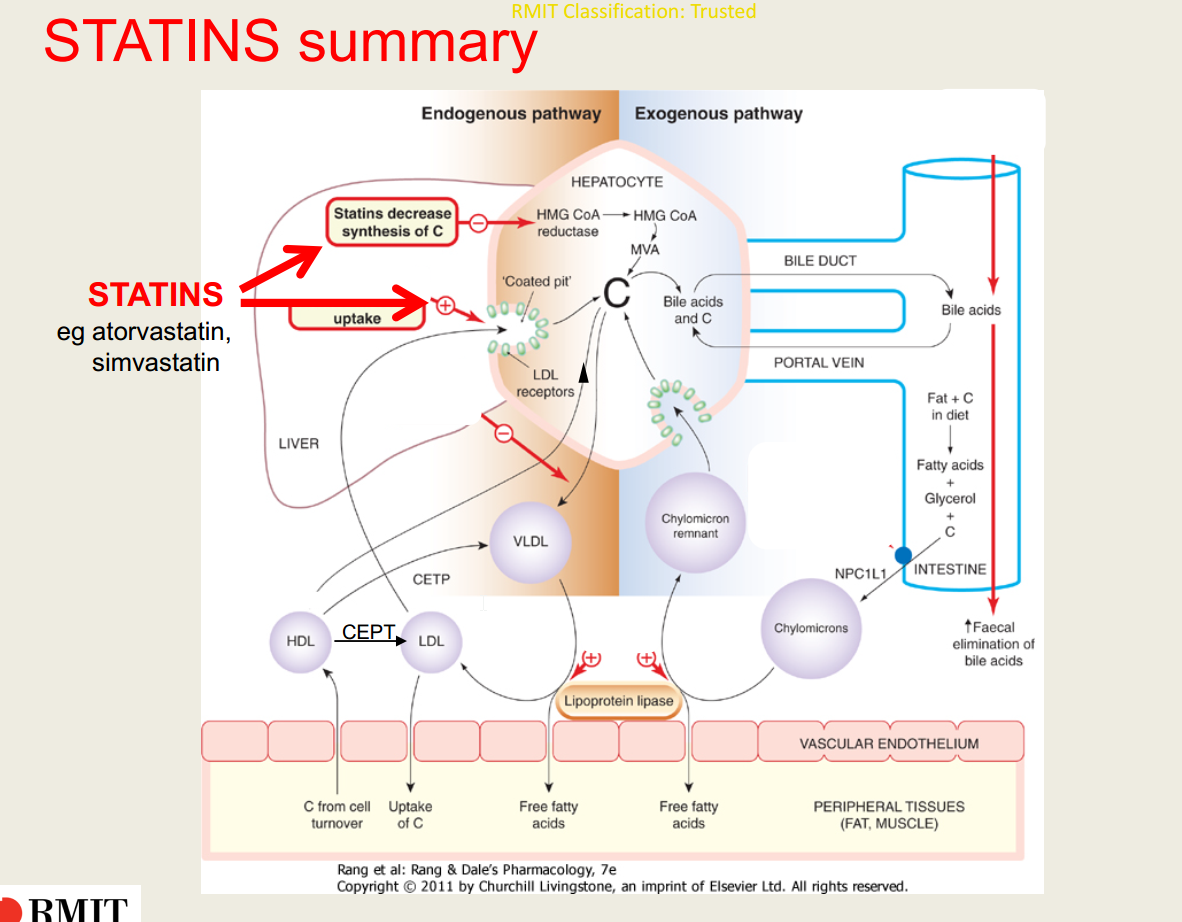 RMIT Classification: Trusted
STATINS summary
Endogenous pathway
Exogenous pathway
HEPATOCYTE
Statins decrease
synthesis of C
−
HMG CoA
reductase
HMG CoA
MVA
'Coated pit'
C
Bile acids
and C
BILE DUCT
Bile acids
PORTAL VEIN
STATINS
eg atorvastatin,
simvastatin
uptake
+
LDL
receptors
LIVER
−
Fat + C
in diet
Fatty acids
+
Glycerol
+
C
NPC1L1
INTESTINE
VLDL
Chylomicron
remnant
CETP
HDL
CEPT
LDL
Chylomicrons
↑Faecal
elimination of
bile acids
(+)
(+)
Lipoprotein lipase
VASCULAR ENDOTHELIUM
C from cell
turnover
Uptake
of C
Free fatty
acids
Free fatty
acids
PERIPHERAL TISSUES
(FAT, MUSCLE)
Rang et al: Rang & Dale's Pharmacology, 7e
Copyright © 2011 by Churchill Livingstone, an imprint of Elsevier Ltd. All rights reserved.
RMIT